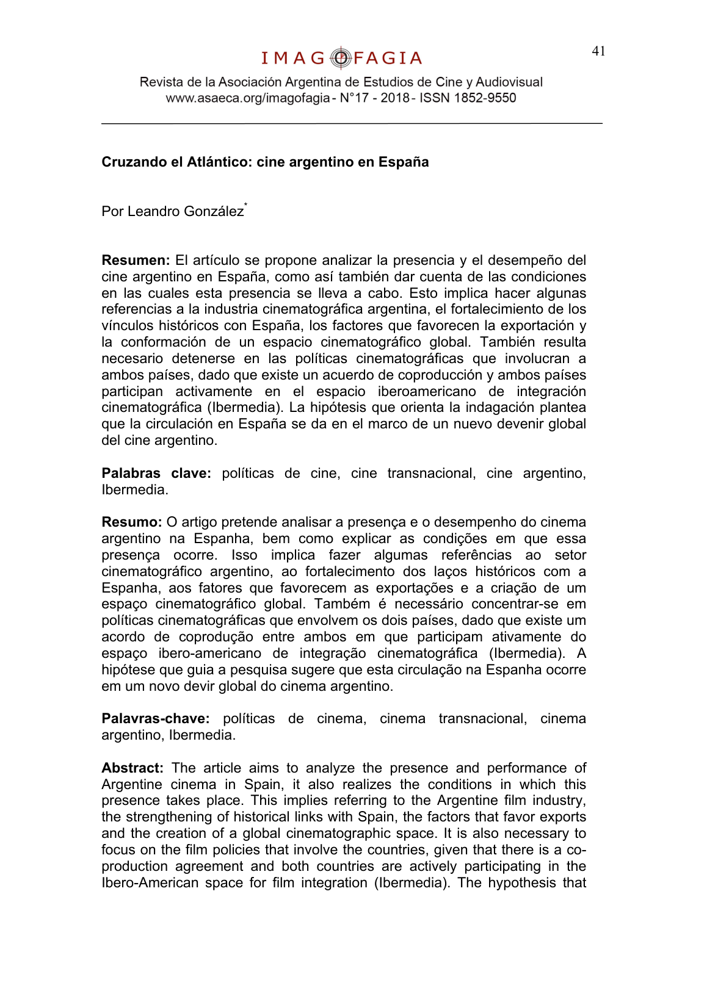 41
IMAGOFAGIA
Revista de la Asociación Argentina de Estudios de Cine y Audiovisual
www.asaeca.org/imagofagia - N°17 - 2018 - ISSN 1852-9550
Cruzando el Atlántico: cine argentino en España
Por Leandro González*
Resumen: El artículo se propone analizar la presencia y el desempeño del
cine argentino en España, como así también dar cuenta de las condiciones
en las cuales esta presencia se lleva a cabo. Esto implica hacer algunas
referencias a la industria cinematográfica argentina, el fortalecimiento de los
vínculos históricos con España, los factores que favorecen la exportación y
la conformación de un espacio cinematográfico global. También resulta
necesario detenerse en las políticas cinematográficas que involucran a
ambos países, dado que existe un acuerdo de coproducción y ambos países
participan activamente en el espacio iberoamericano de integración
cinematográfica (Ibermedia). La hipótesis que orienta la indagación plantea
que la circulación en España se da en el marco de un nuevo devenir global
del cine argentino.
Palabras clave: políticas de cine, cine transnacional, cine argentino,
Ibermedia.
Resumo: O artigo pretende analisar a presença e o desempenho do cinema
argentino na Espanha, bem como explicar as condições em que essa
presença ocorre. Isso implica fazer algumas referências ao setor
cinematográfico argentino, ao fortalecimento dos laços históricos com a
Espanha, aos fatores que favorecem as exportações e a criação de um
espaço cinematográfico global. Também é necessário concentrar-se em
políticas cinematográficas que envolvem os dois países, dado que existe um
acordo de coprodução entre ambos em que participam ativamente do
espaço ibero-americano de integração cinematográfica (Ibermedia). A
hipótese que guia a pesquisa sugere que esta circulação na Espanha ocorre
em um novo devir global do cinema argentino.
Palavras-chave: políticas de cinema, cinema transnacional, cinema
argentino, Ibermedia.
Abstract: The article aims to analyze the presence and performance of
Argentine cinema in Spain, it also realizes the conditions in which this
presence takes place. This implies referring to the Argentine film industry,
the strengthening of historical links with Spain, the factors that favor exports
and the creation of a global cinematographic space. It is also necessary to
focus on the film policies that involve the countries, given that there is a co-
production agreement and both countries are actively participating in the
Ibero-American space for film integration (Ibermedia). The hypothesis that